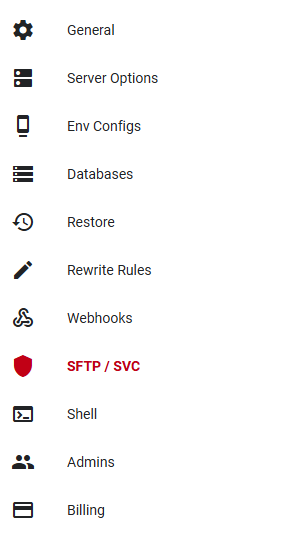 General
Server Options
Env Configs
Databases
Restore
Rewrite Rules
Webhooks
SFTP / SVC
Shell
Admins
Billing